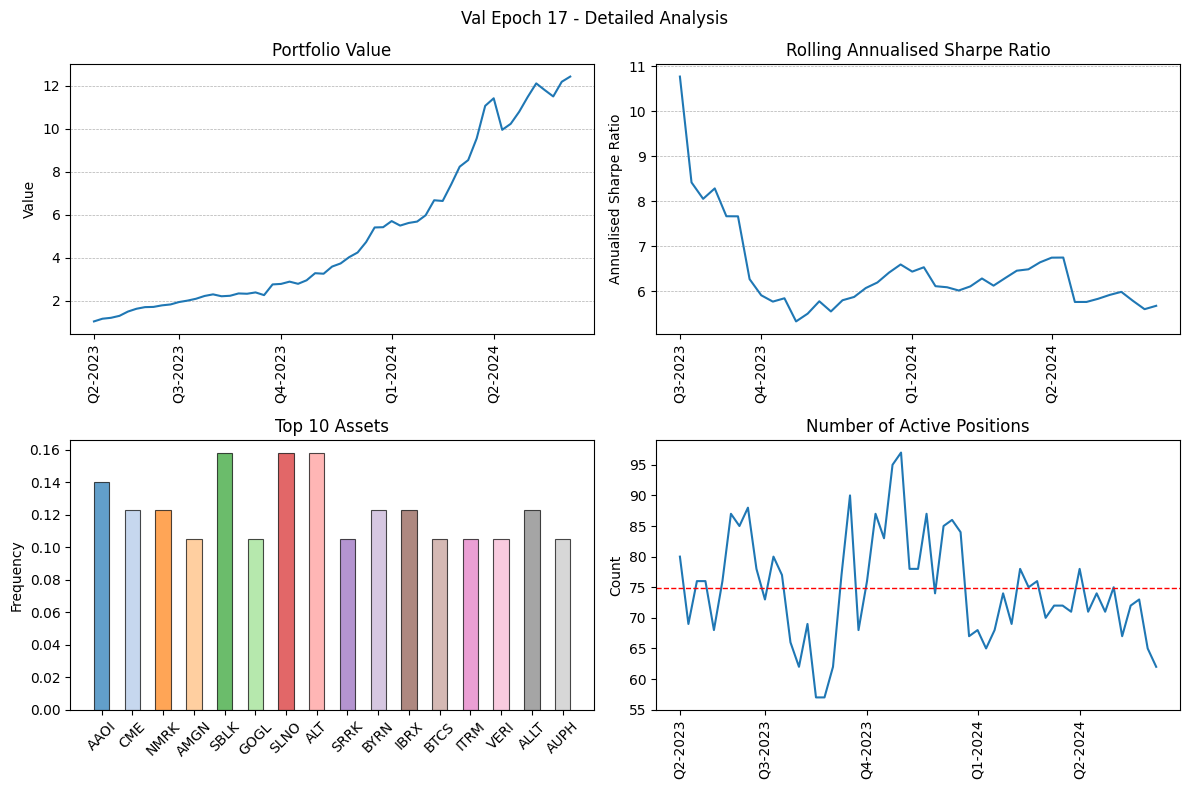 Val Epoch 17 - Detailed Analysis
Portfolio Value
Value
12
10
8
6
4
2
Q2-2023
Q3-2023
Q4-2023
Q1-2024
Q2-2024
Rolling Annualised Sharpe Ratio
Annualised Sharpe Ratio
11
10
9
8
7
6
Q3-2023
Q4-2023
Q1-2024
Q2-2024
Top 10 Assets
Frequency
0.16
0.14
0.12
0.10
0.08
0.06
0.04
0.02
0.00
AAOI
CME
NMRK
AMGN
SBLK
GOGL
SLNO
ALT
SRRK
BYRN
IBRX
BTCS
ITRM
VERI
ALLT
AUPH
Number of Active Positions
Count
95
90
85
80
75
70
65
60
55
Q2-2023
Q3-2023
Q4-2023
Q1-2024
Q2-2024